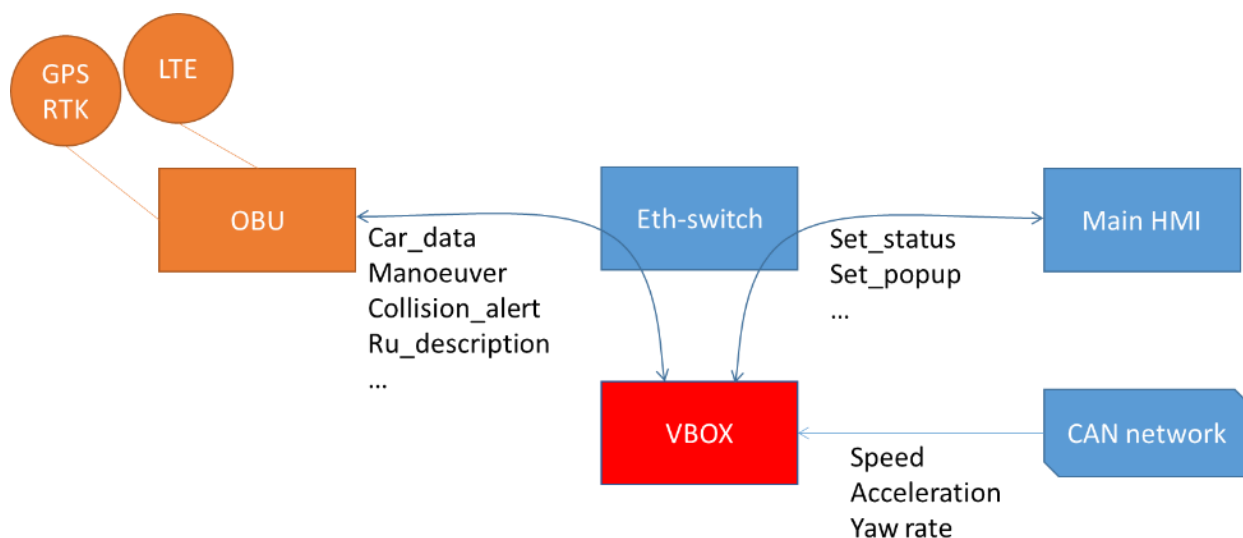 GPS
RTK
LTE
OBU
Eth-switch
Main HMI
Car_data
Manoeuver
Collision_alert
Ru_description
...
Set_status
Set_popup
...
VBOX
CAN network
Speed
Acceleration
Yaw rate